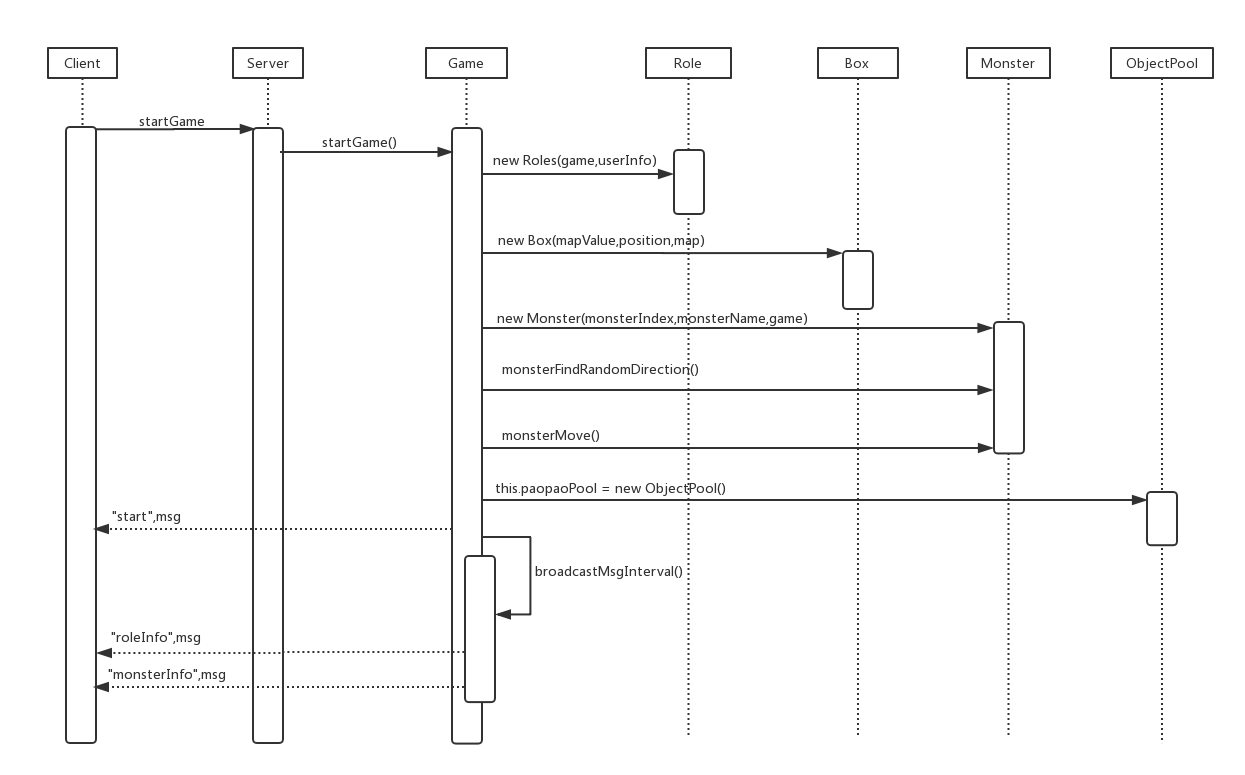 Client
Server
Game
Role
Box
Monster
ObjectPool
startGame
startGame()
new Roles(game,userInfo)
new Box(mapValue,position,map)
new Monster(monsterIndex,monsterName,game)
monsterFindRandomDirection()
monsterMove()
this.paopaoPool = new ObjectPool()
"start",msg
broadcastMsgInterval()
"roleInfo",msg
"monsterInfo",msg